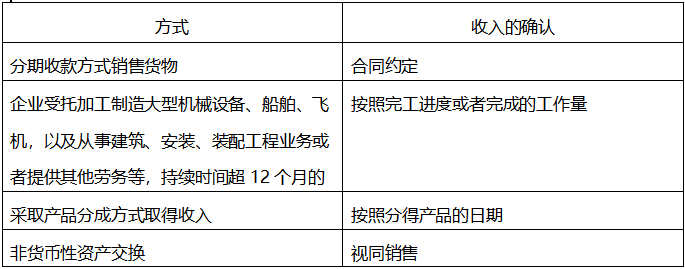 方式
收入的确认
分期收款方式销售货物
合同约定
企业受托加工制造大型机械设备、船舶、飞
机，以及从事建筑、安装、装配工程业务或
者提供其他劳务等，持续时间超 12 个月的
按照完工进度或者完成的工作量
采取产品分成方式取得收入
按照分得产品的日期
非货币性资产交换
视同销售